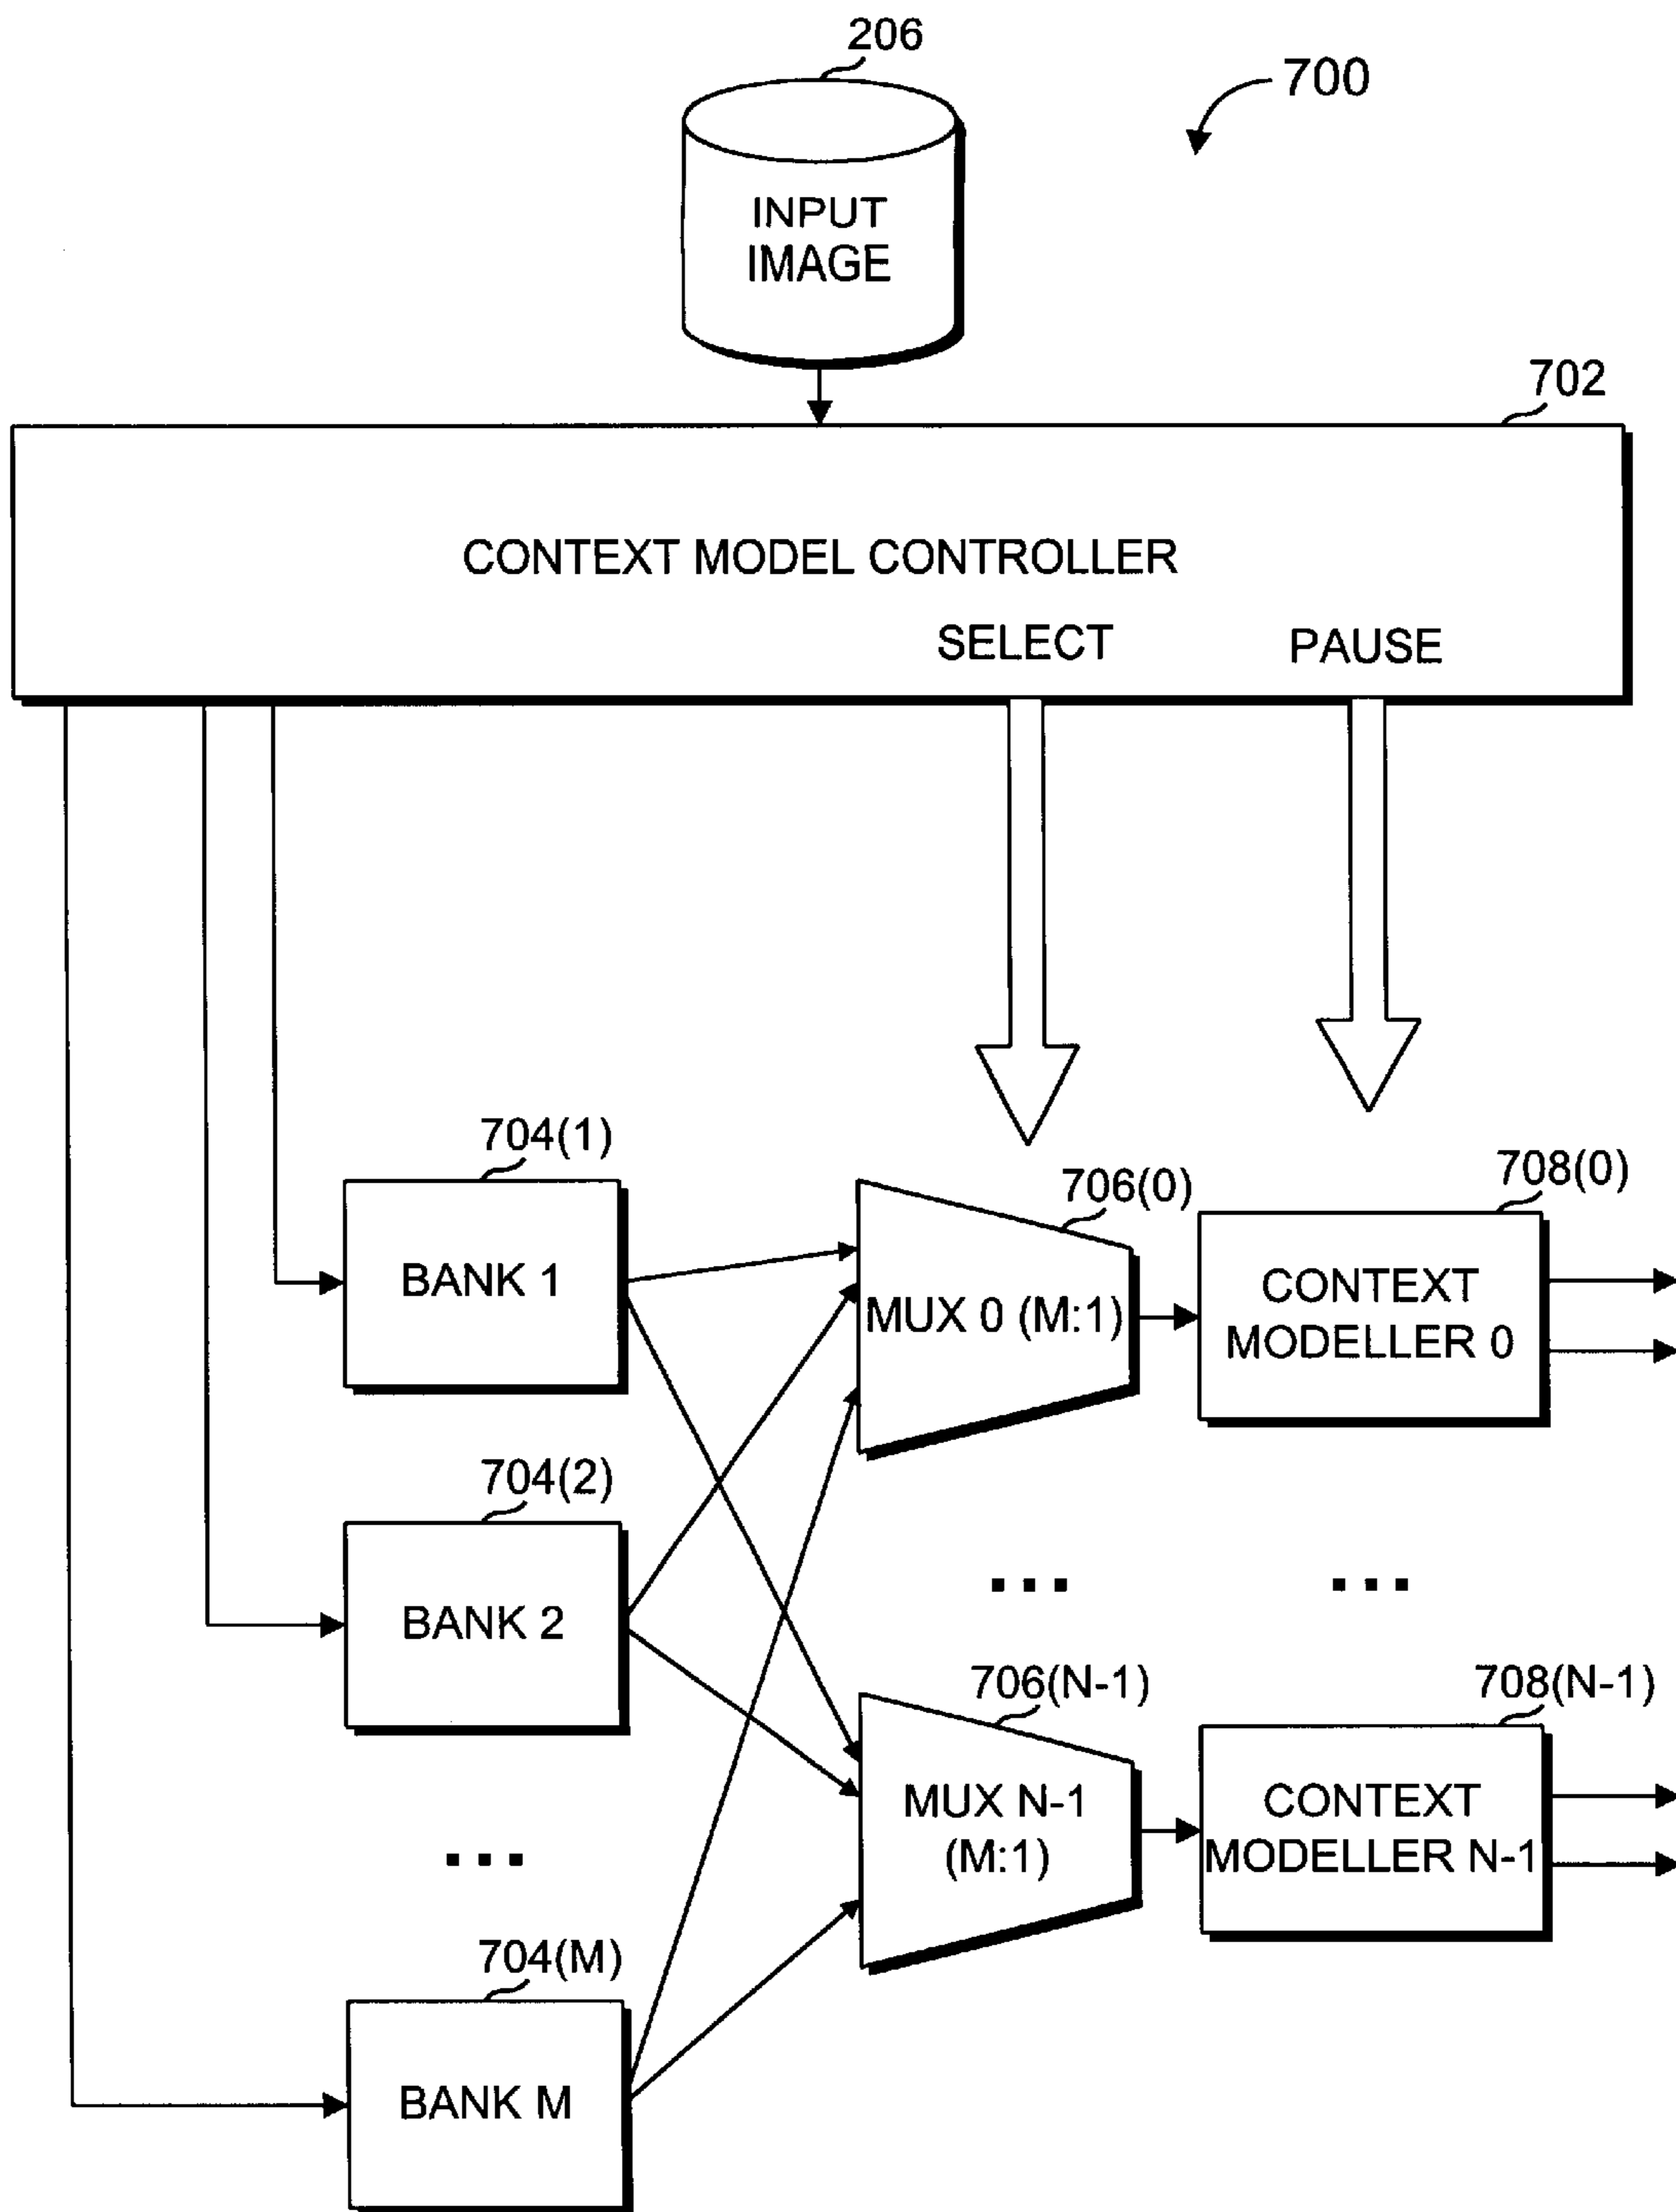 206
700
INPUT
IMAGE
702
CONTEXT MODEL CONTROLLER
SELECT
PAUSE
704(1)
BANK 1
706(0)
MUX 0 (M:1)
708(0)
CONTEXT
MODELLER 0
704(2)
BANK 2
...
...
706(N-1)
MUX N-1
(M:1)
708(N-1)
CONTEXT
MODELLER N-1
...
704(M)
BANK M